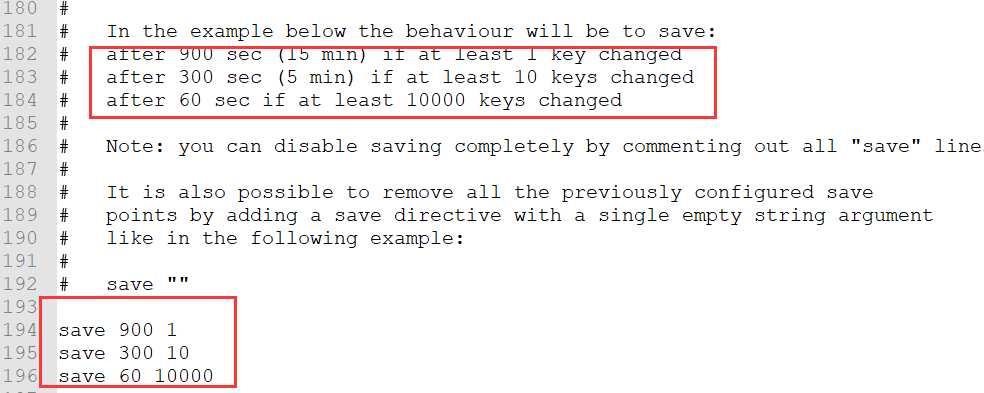 180 #
181 # In the example below the behaviour will be to save:
182 # after 900 sec (15 min) if at least 1 key changed
183 # after 300 sec (5 min) if at least 10 keys changed
184 # after 60 sec if at least 10000 keys changed
185 #
186 # Note: you can disable saving completely by commenting out all "save" line
187 #
188 # It is also possible to remove all the previously configured save
189 # points by adding a save directive with a single empty string argument
190 # like in the following example:
191 #
192 # save ""
193
194 save 900 1
195 save 300 10
196 save 60 10000